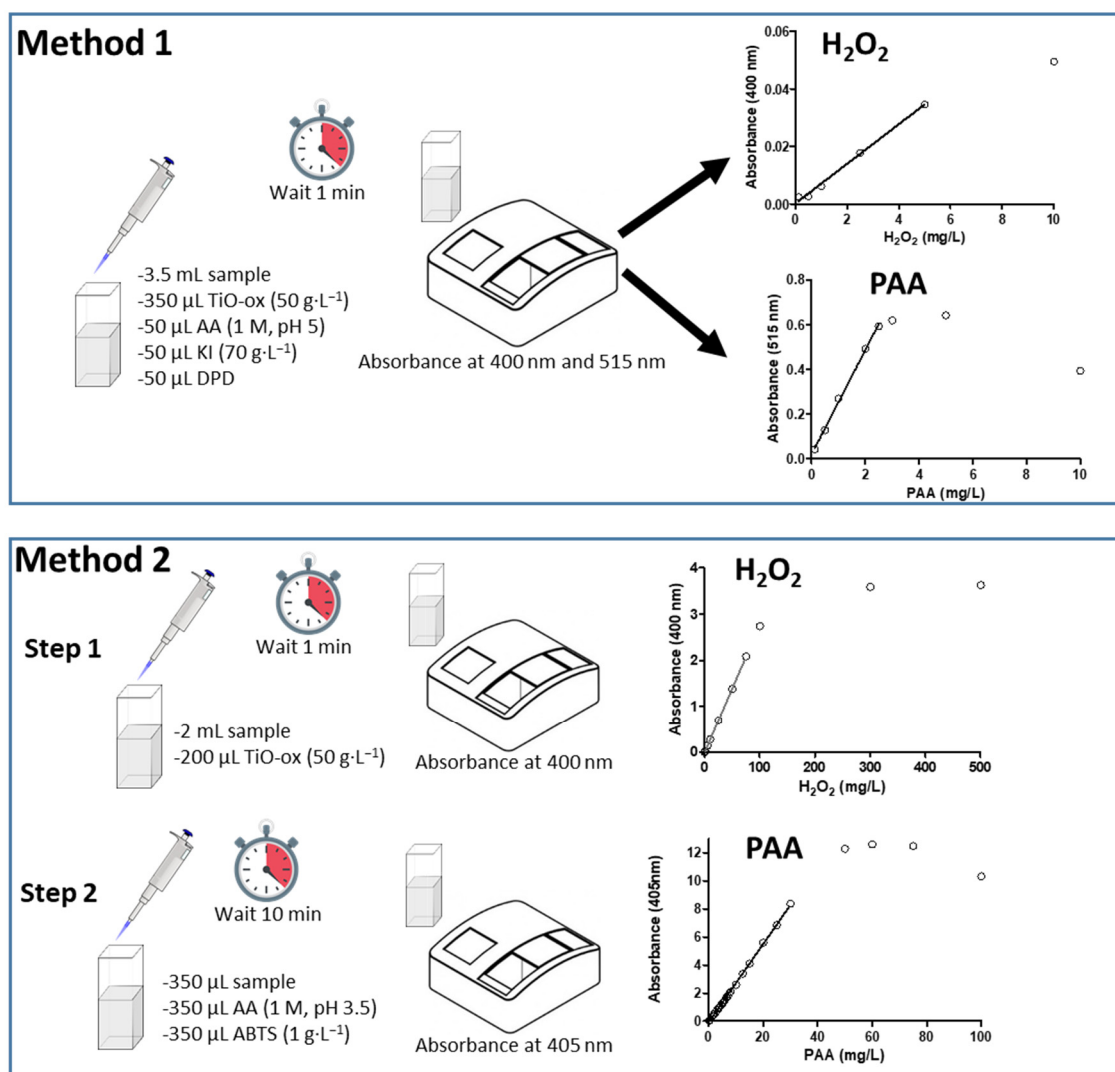 Method 1
Wait 1 min
-3.5 mL sample
-350 µL TiO-ox (50 g·L⁻¹)
-50 µL AA (1 M, pH 5)
-50 µL KI (70 g·L⁻¹)
-50 µL DPD
Absorbance at 400 nm and 515 nm
H₂O₂
Absorbance (400 nm)
0.06
0.04
0.02
0.00
0 2 4 6 8 10
H₂O₂ (mg/L)
PAA
Absorbance (515 nm)
0.8
0.6
0.4
0.2
0.0
0 2 4 6 8 10
PAA (mg/L)
Method 2
Step 1
Wait 1 min
-2 mL sample
-200 µL TiO-ox (50 g·L⁻¹)
Absorbance at 400 nm
H₂O₂
Absorbance (400 nm)
4
3
2
1
0
0 100 200 300 400 500
H₂O₂ (mg/L)
Step 2
Wait 10 min
-350 µL sample
-350 µL AA (1 M, pH 3.5)
-350 µL ABTS (1 g·L⁻¹)
Absorbance at 405 nm
PAA
Absorbance (405nm)
12
10
8
6
4
2
0
0 20 40 60 80 100
PAA (mg/L)